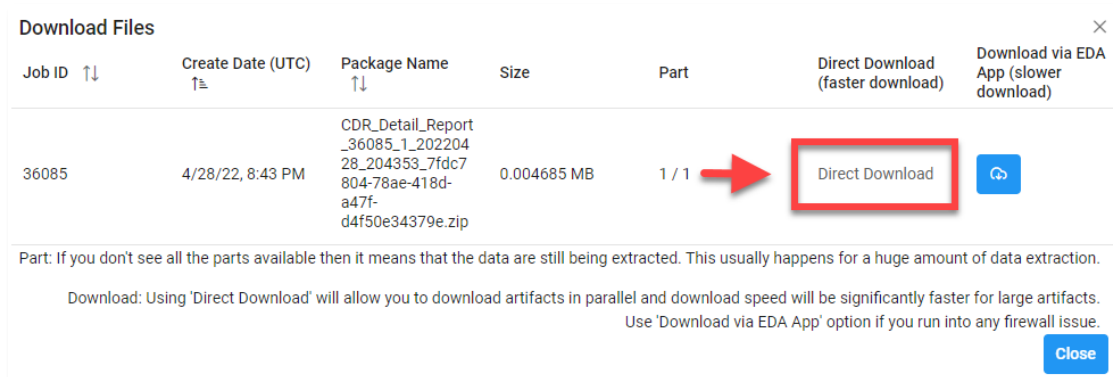 Download Files
Job ID
Create Date (UTC)
Package Name
Size
Part
Direct Download
(faster download)
Download via EDA
App (slower
download)
36085
4/28/22, 8:43 PM
CDR_Detail_Report
_36085_1_202204
28_204353_7fdc7
804-78ae-418d-
a47f-
d4f50e34379e.zip
0.004685 MB
1 / 1
Direct Download
Part: If you don't see all the parts available then it means that the data are still being extracted. This usually happens for a huge amount of data extraction.
Download: Using 'Direct Download' will allow you to download artifacts in parallel and download speed will be significantly faster for large artifacts.
Use 'Download via EDA App' option if you run into any firewall issue.
Close